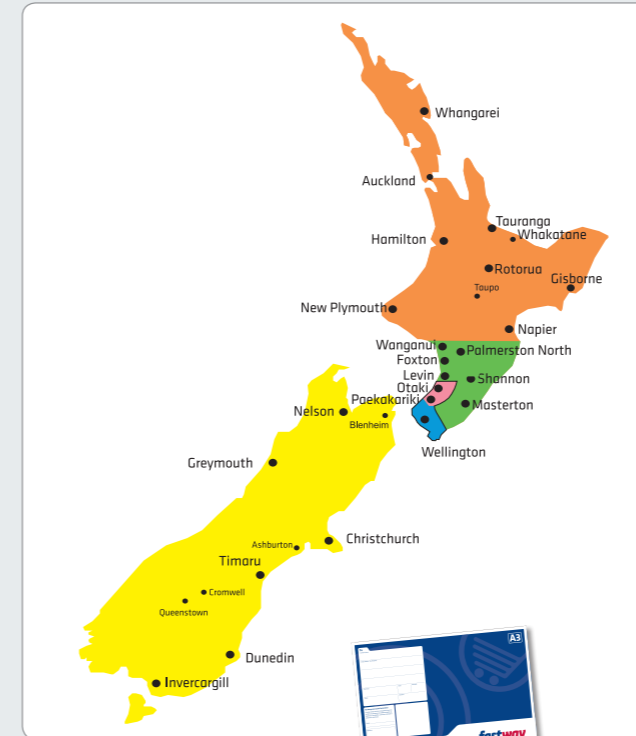 Whangarei
Auckland
Tauranga
Whakatane
Hamilton
Rotorua
Gisborne
Taupo
New Plymouth
Napier
Wanganui
Palmerston North
Foxton
Levin
Shannon
Otaki
Paekakariki
Masterton
Nelson
Blenheim
Wellington
Greymouth
Christchurch
Ashburton
Timaru
Cromwell
Queenstown
Dunedin
Invercargill
A3
fastway